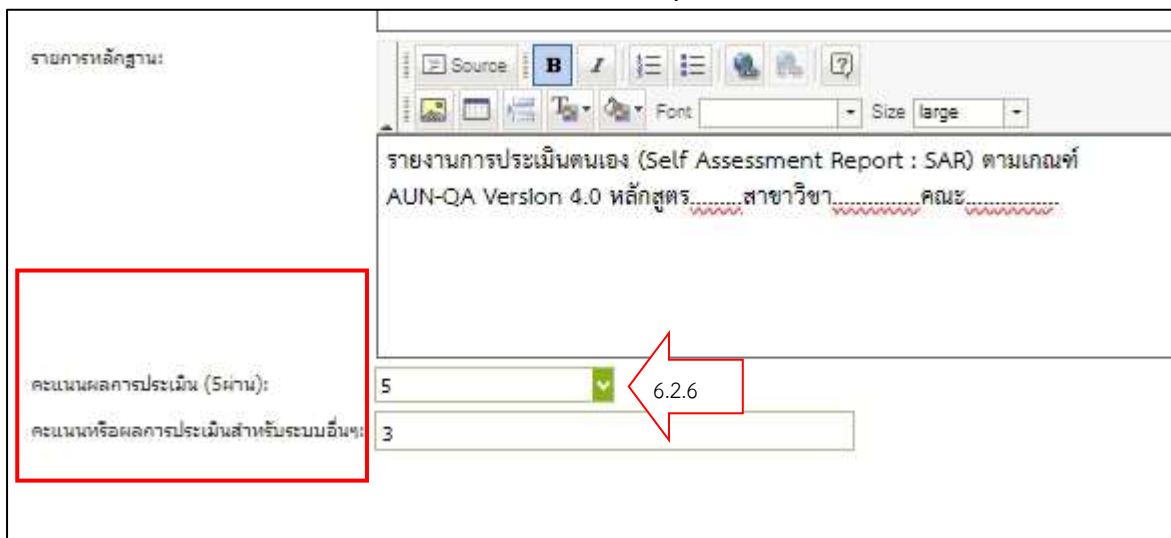 รายการหลักฐาน:
Source B I
Font Size large
รายงานการประเมินตนเอง (Self Assessment Report : SAR) ตามเกณฑ์
AUN-QA Version 4.0 หลักสูตร.........สาขาวิชา...............คณะ...............
คะแนนผลการประเมิน (5ผ่าน): 5
6.2.6
คะแนนหรือผลการประเมินสำหรับระบบอื่นๆ: 3